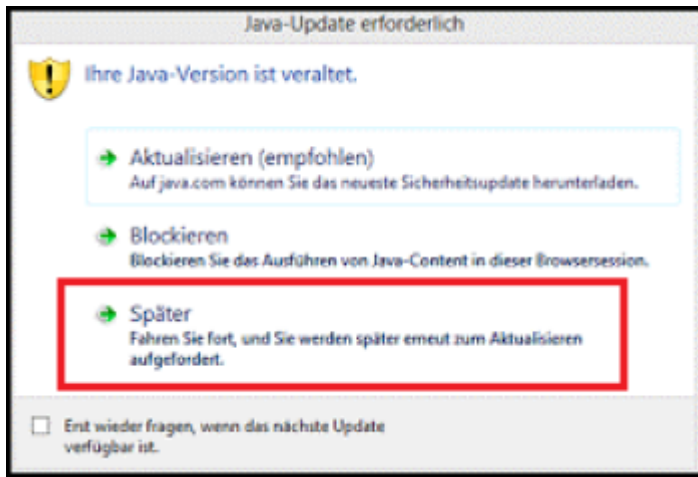 Java-Update erforderlich
Ihre Java-Version ist veraltet.
Aktualisieren (empfohlen)
Auf java.com können Sie das neueste Sicherheitsupdate herunterladen.
Blockieren
Blockieren Sie das Ausführen von Java-Content in dieser Browsersession.
Später
Fahren Sie fort, und Sie werden später erneut zum Aktualisieren
aufgefordert.
Erst wieder fragen, wenn das nächste Update
verfügbar ist.